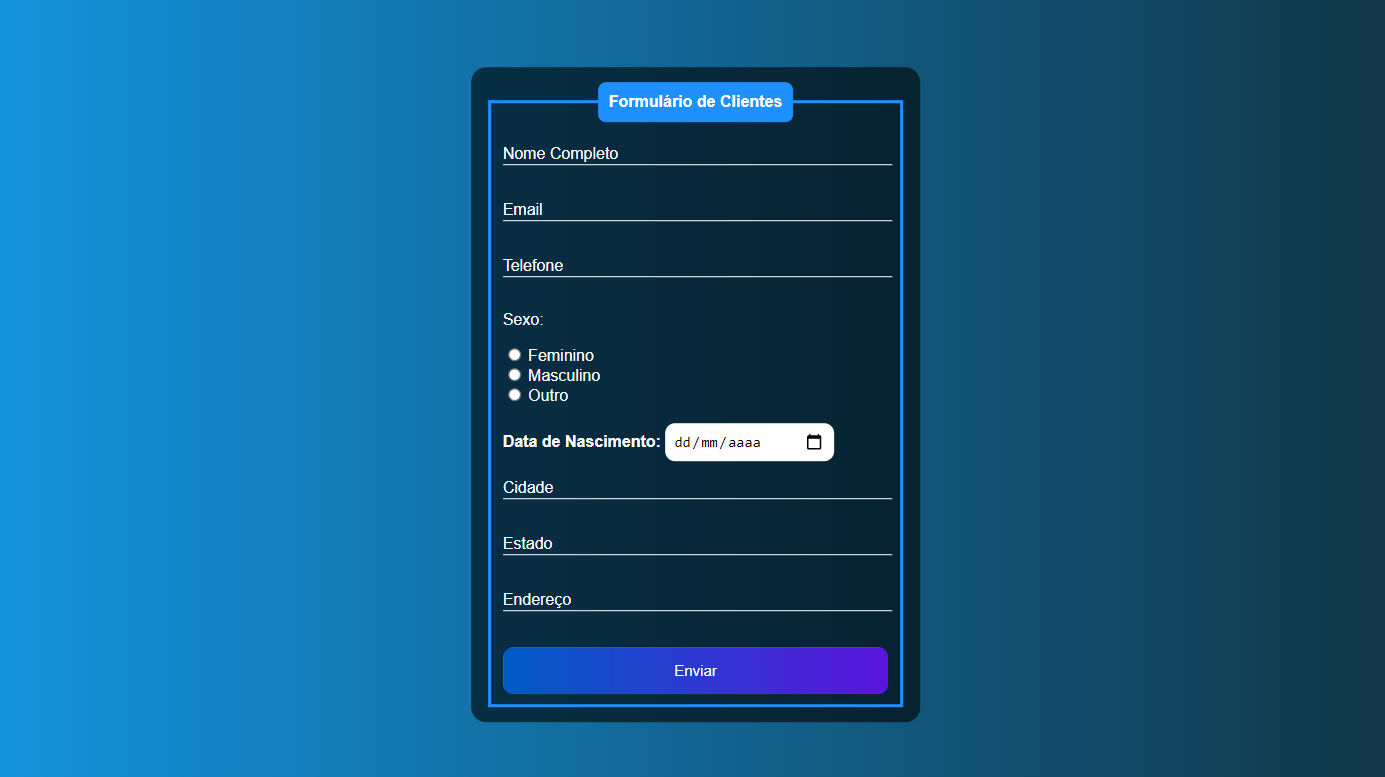 Formulário de Clientes
Nome Completo
Email
Telefone
Sexo:
Feminino
Masculino
Outro
Data de Nascimento: dd/mm/aaaa
Cidade
Estado
Endereço
Enviar